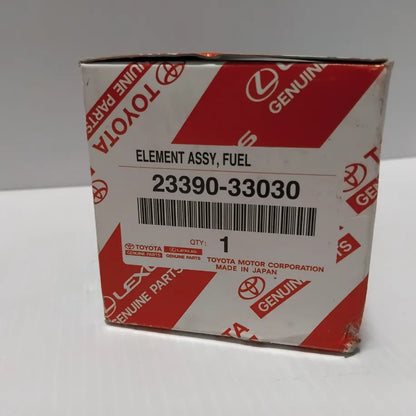 TOYOTA
GENUINE PARTS
LEXUS
GENUINE
ELEMENT ASSY, FUEL
23390-33030
QTY: 1
TOYOTA LEXUS
GENUINE PARTS GENUINE PARTS
TOYOTA MOTOR CORPORATION
MADE IN JAPAN
LEXUS
GENUINE PARTS
TOYOTA
GENUINE